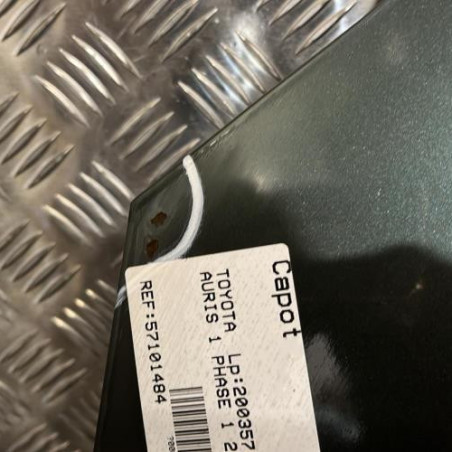 Capot
TOYOTA Lp:200357
AURIS 1 PHASE 1 2
REF:57101484